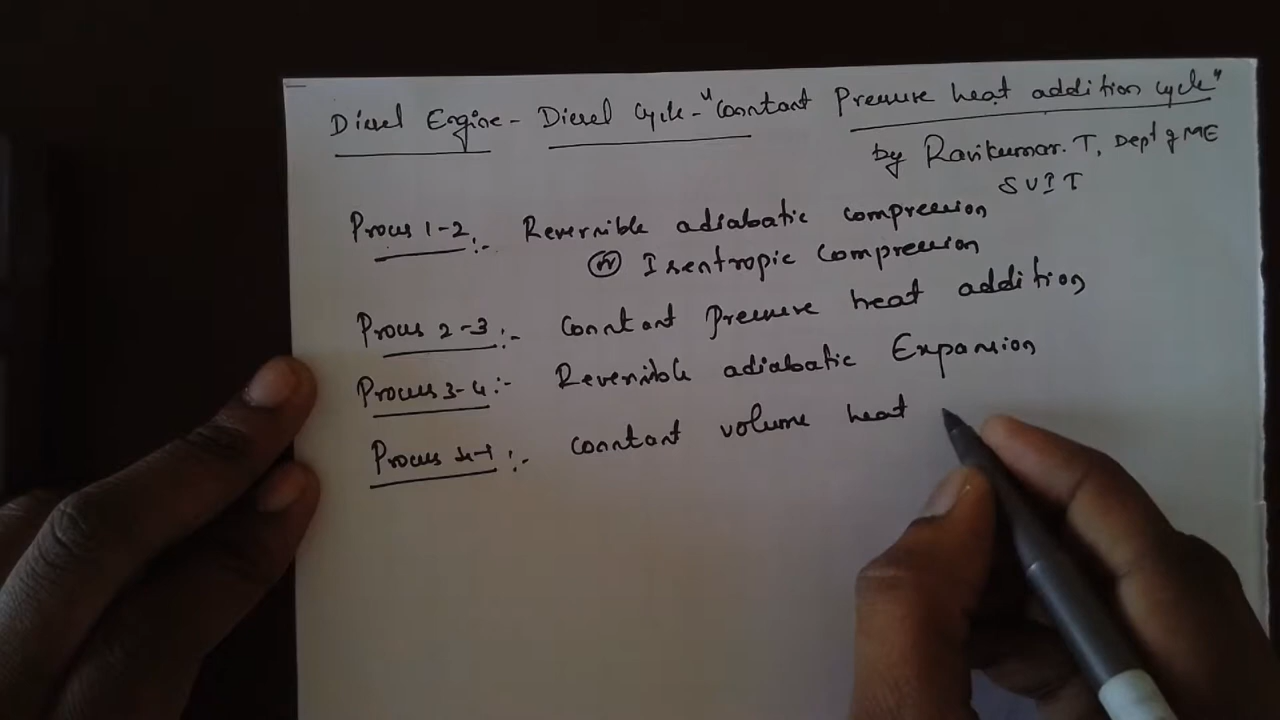 Diesel Engine - Diesel Cycle - "Constant Pressure heat addition cycle"
by Ravikumar. T, Dept of ME
SVIT
Process 1-2 :- Reversible adiabatic compression
(or) Isentropic compression
Process 2-3 :- Constant pressure heat addition
Process 3-4 :- Reversible adiabatic Expansion
Process 4-1 :- constant volume heat